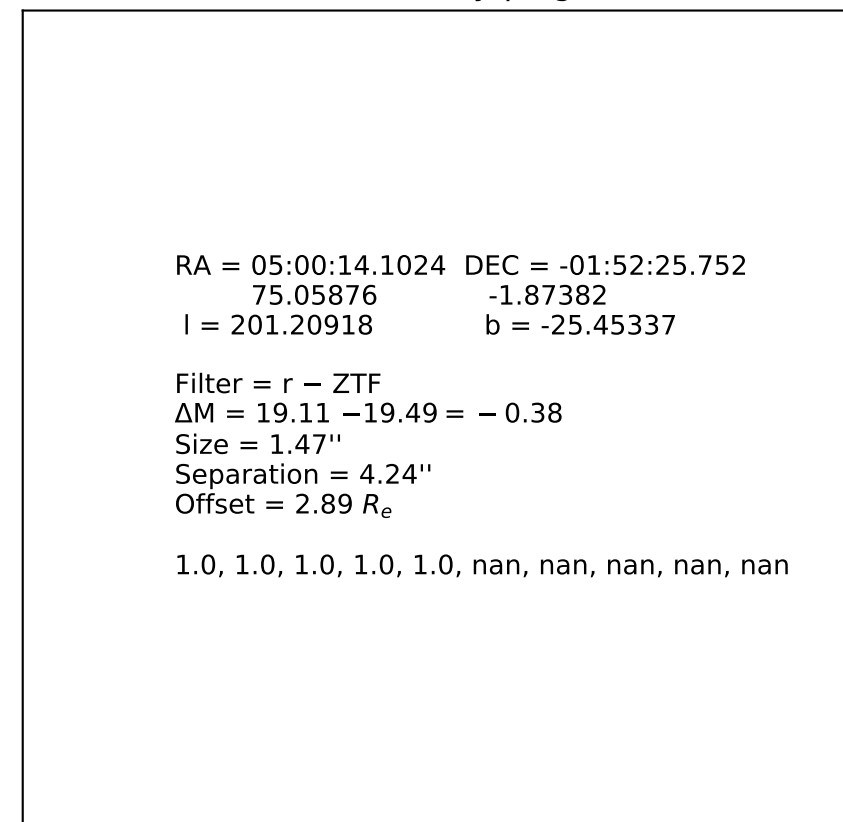 RA = 05:00:14.1024 DEC = -01:52:25.752
75.05876 -1.87382
l = 201.20918 b = -25.45337
Filter = r − ZTF
ΔM = 19.11 −19.49 = − 0.38
Size = 1.47''
Separation = 4.24''
Offset = 2.89 Rₑ
1.0, 1.0, 1.0, 1.0, 1.0, nan, nan, nan, nan, nan